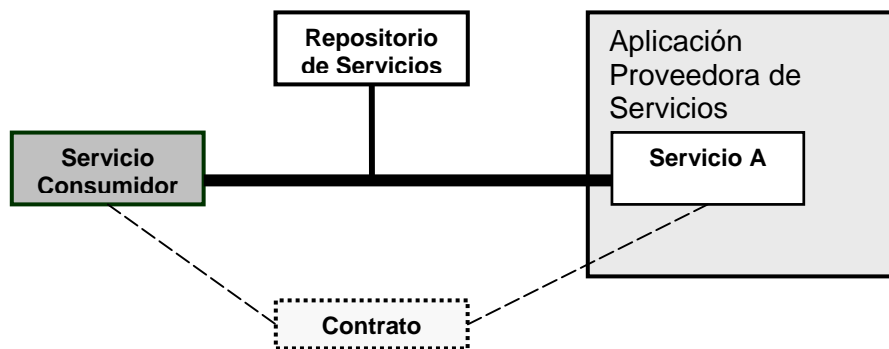 Repositorio
de Servicios
Aplicación
Proveedora de
Servicios
Servicio
Consumidor
Servicio A
Contrato